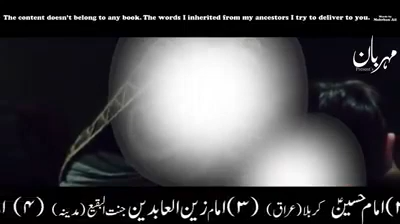 The content doesn't belong to any book. The words I inherited from my ancestors I try to deliver to you.
مہربان
امام حسینؑ کربلا (عراق) (۳) امام زین العابدین جنت البقیع (مدینہ) (۴)